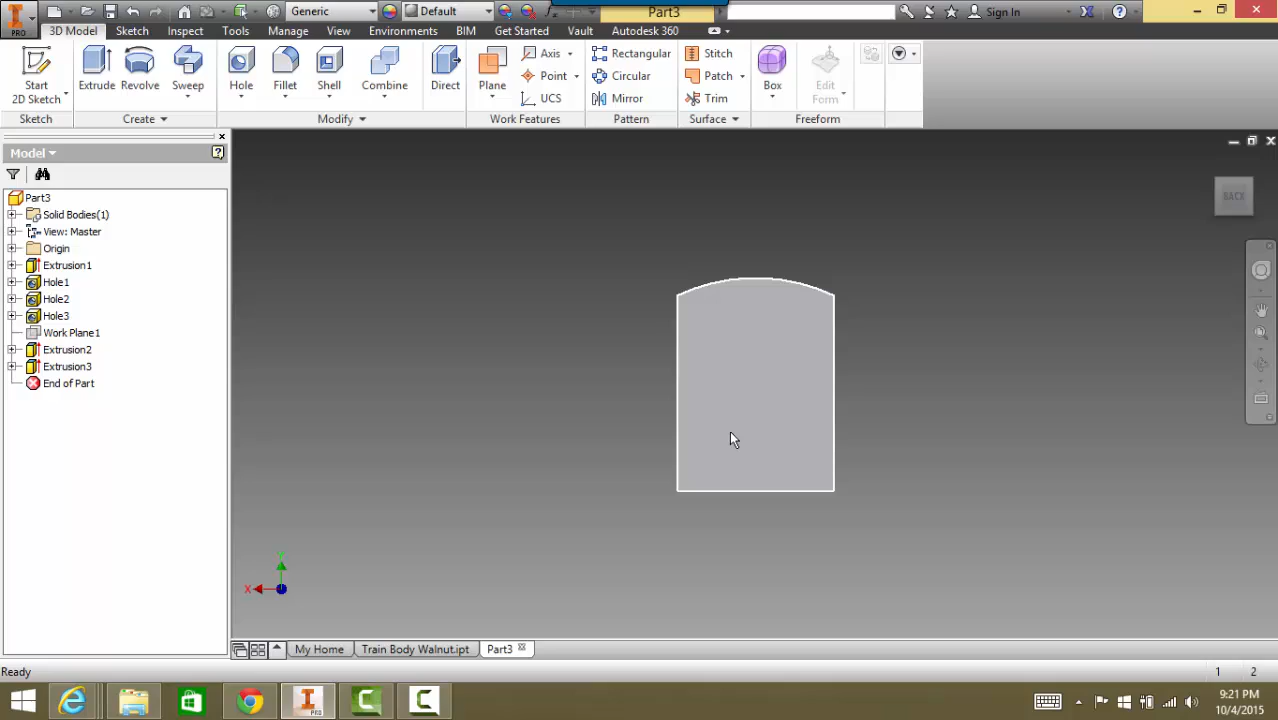 PRO
Generic
Default
Part3
Sign In
3D Model
Sketch
Inspect
Tools
Manage
View
Environments
BIM
Get Started
Vault
Autodesk 360
Start
2D Sketch
Extrude
Revolve
Sweep
Hole
Fillet
Shell
Combine
Direct
Plane
Axis
Point
UCS
Rectangular
Circular
Mirror
Stitch
Patch
Trim
Box
Edit
Form
Sketch
Create
Modify
Work Features
Pattern
Surface
Freeform
Model
Part3
Solid Bodies(1)
View: Master
Origin
Extrusion1
Hole1
Hole2
Hole3
Work Plane1
Extrusion2
Extrusion3
End of Part
BACK
X
My Home
Train Body Walnut.ipt
Part3
Ready
1 2
PRO
9:21 PM
10/4/2015